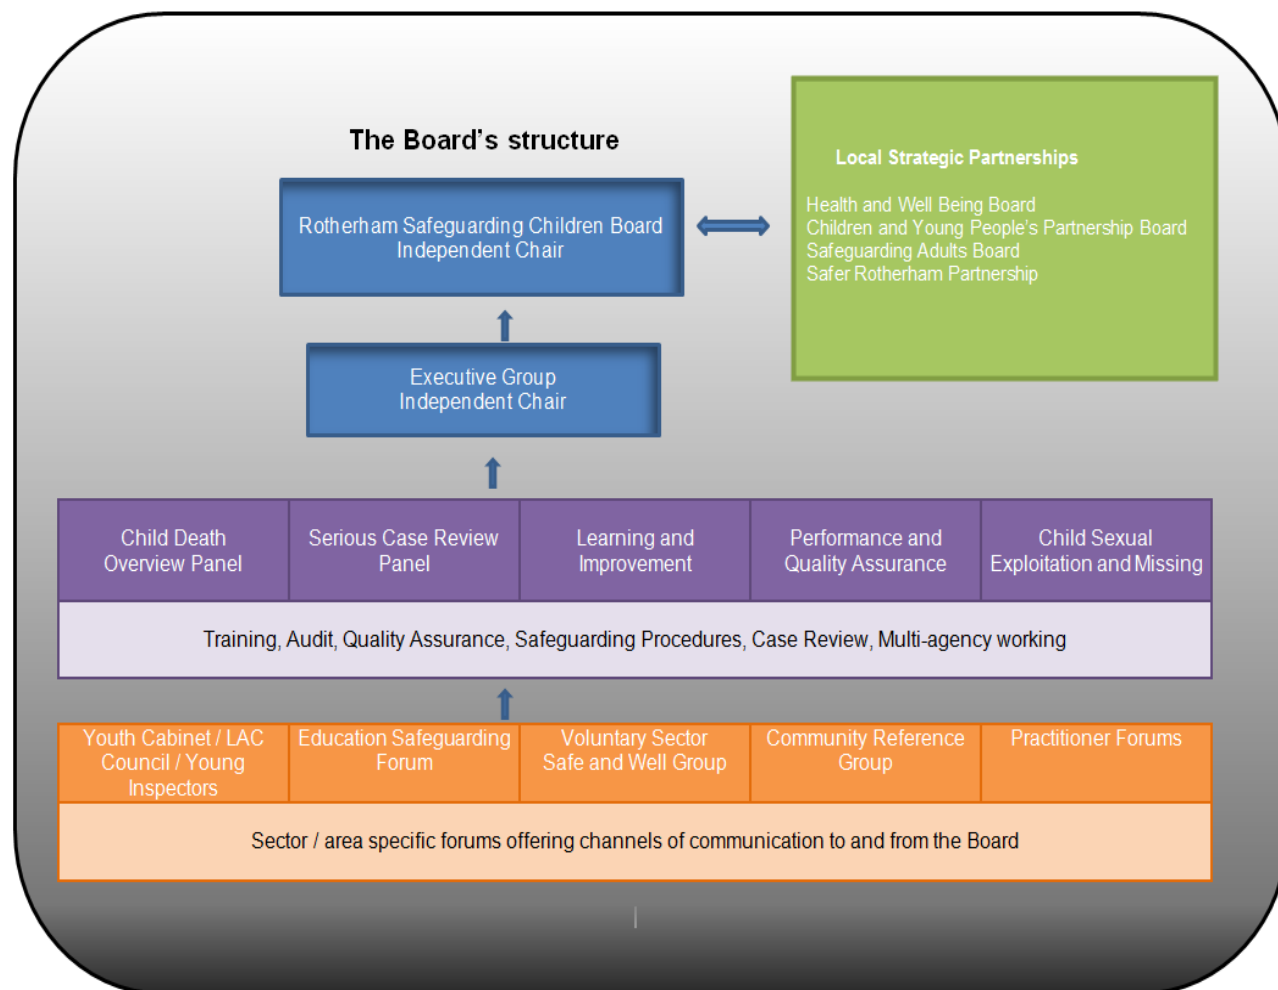 The Board's structure
Local Strategic Partnerships
Health and Well Being Board
Children and Young People's Partnership Board
Safeguarding Adults Board
Safer Rotherham Partnership
Rotherham Safeguarding Children Board
Independent Chair
Executive Group
Independent Chair
Child Death
Overview Panel
Serious Case Review
Panel
Learning and
Improvement
Performance and
Quality Assurance
Child Sexual
Exploitation and Missing
Training, Audit, Quality Assurance, Safeguarding Procedures, Case Review, Multi-agency working
Youth Cabinet / LAC
Council / Young
Inspectors
Education Safeguarding
Forum
Voluntary Sector
Safe and Well Group
Community Reference
Group
Practitioner Forums
Sector / area specific forums offering channels of communication to and from the Board